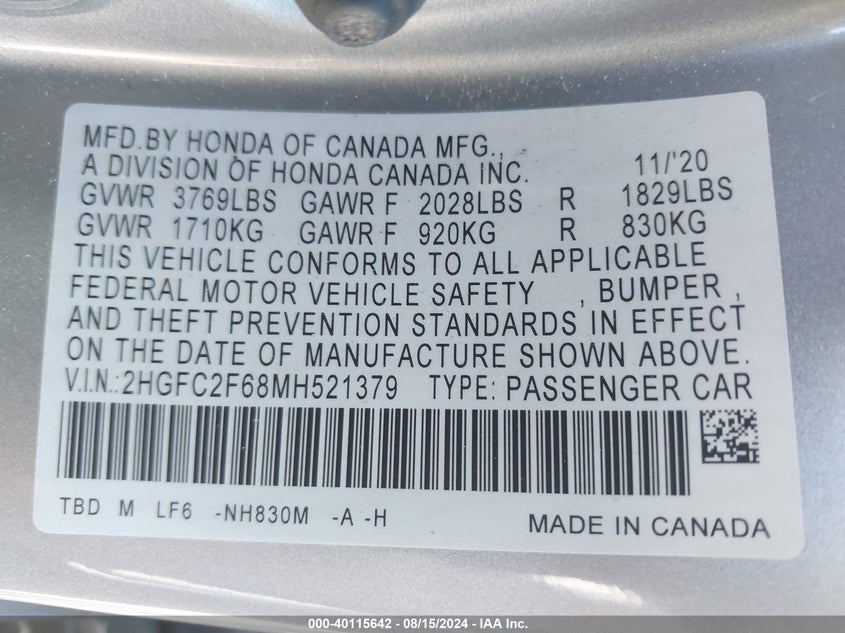 MFD.BY HONDA OF CANADA MFG.,
A DIVISION OF HONDA CANADA INC. 11/'20
GVWR 3769LBS GAWR F 2028LBS R 1829LBS
GVWR 1710KG GAWR F 920KG R 830KG
THIS VEHICLE CONFORMS TO ALL APPLICABLE
FEDERAL MOTOR VEHICLE SAFETY , BUMPER ,
AND THEFT PREVENTION STANDARDS IN EFFECT
ON THE DATE OF MANUFACTURE SHOWN ABOVE.
V.I.N.: 2HGFC2F68MH521379 TYPE: PASSENGER CAR
TBD M LF6 -NH830M -A -H
MADE IN CANADA
000-40115642 - 08/15/2024 - IAA Inc.